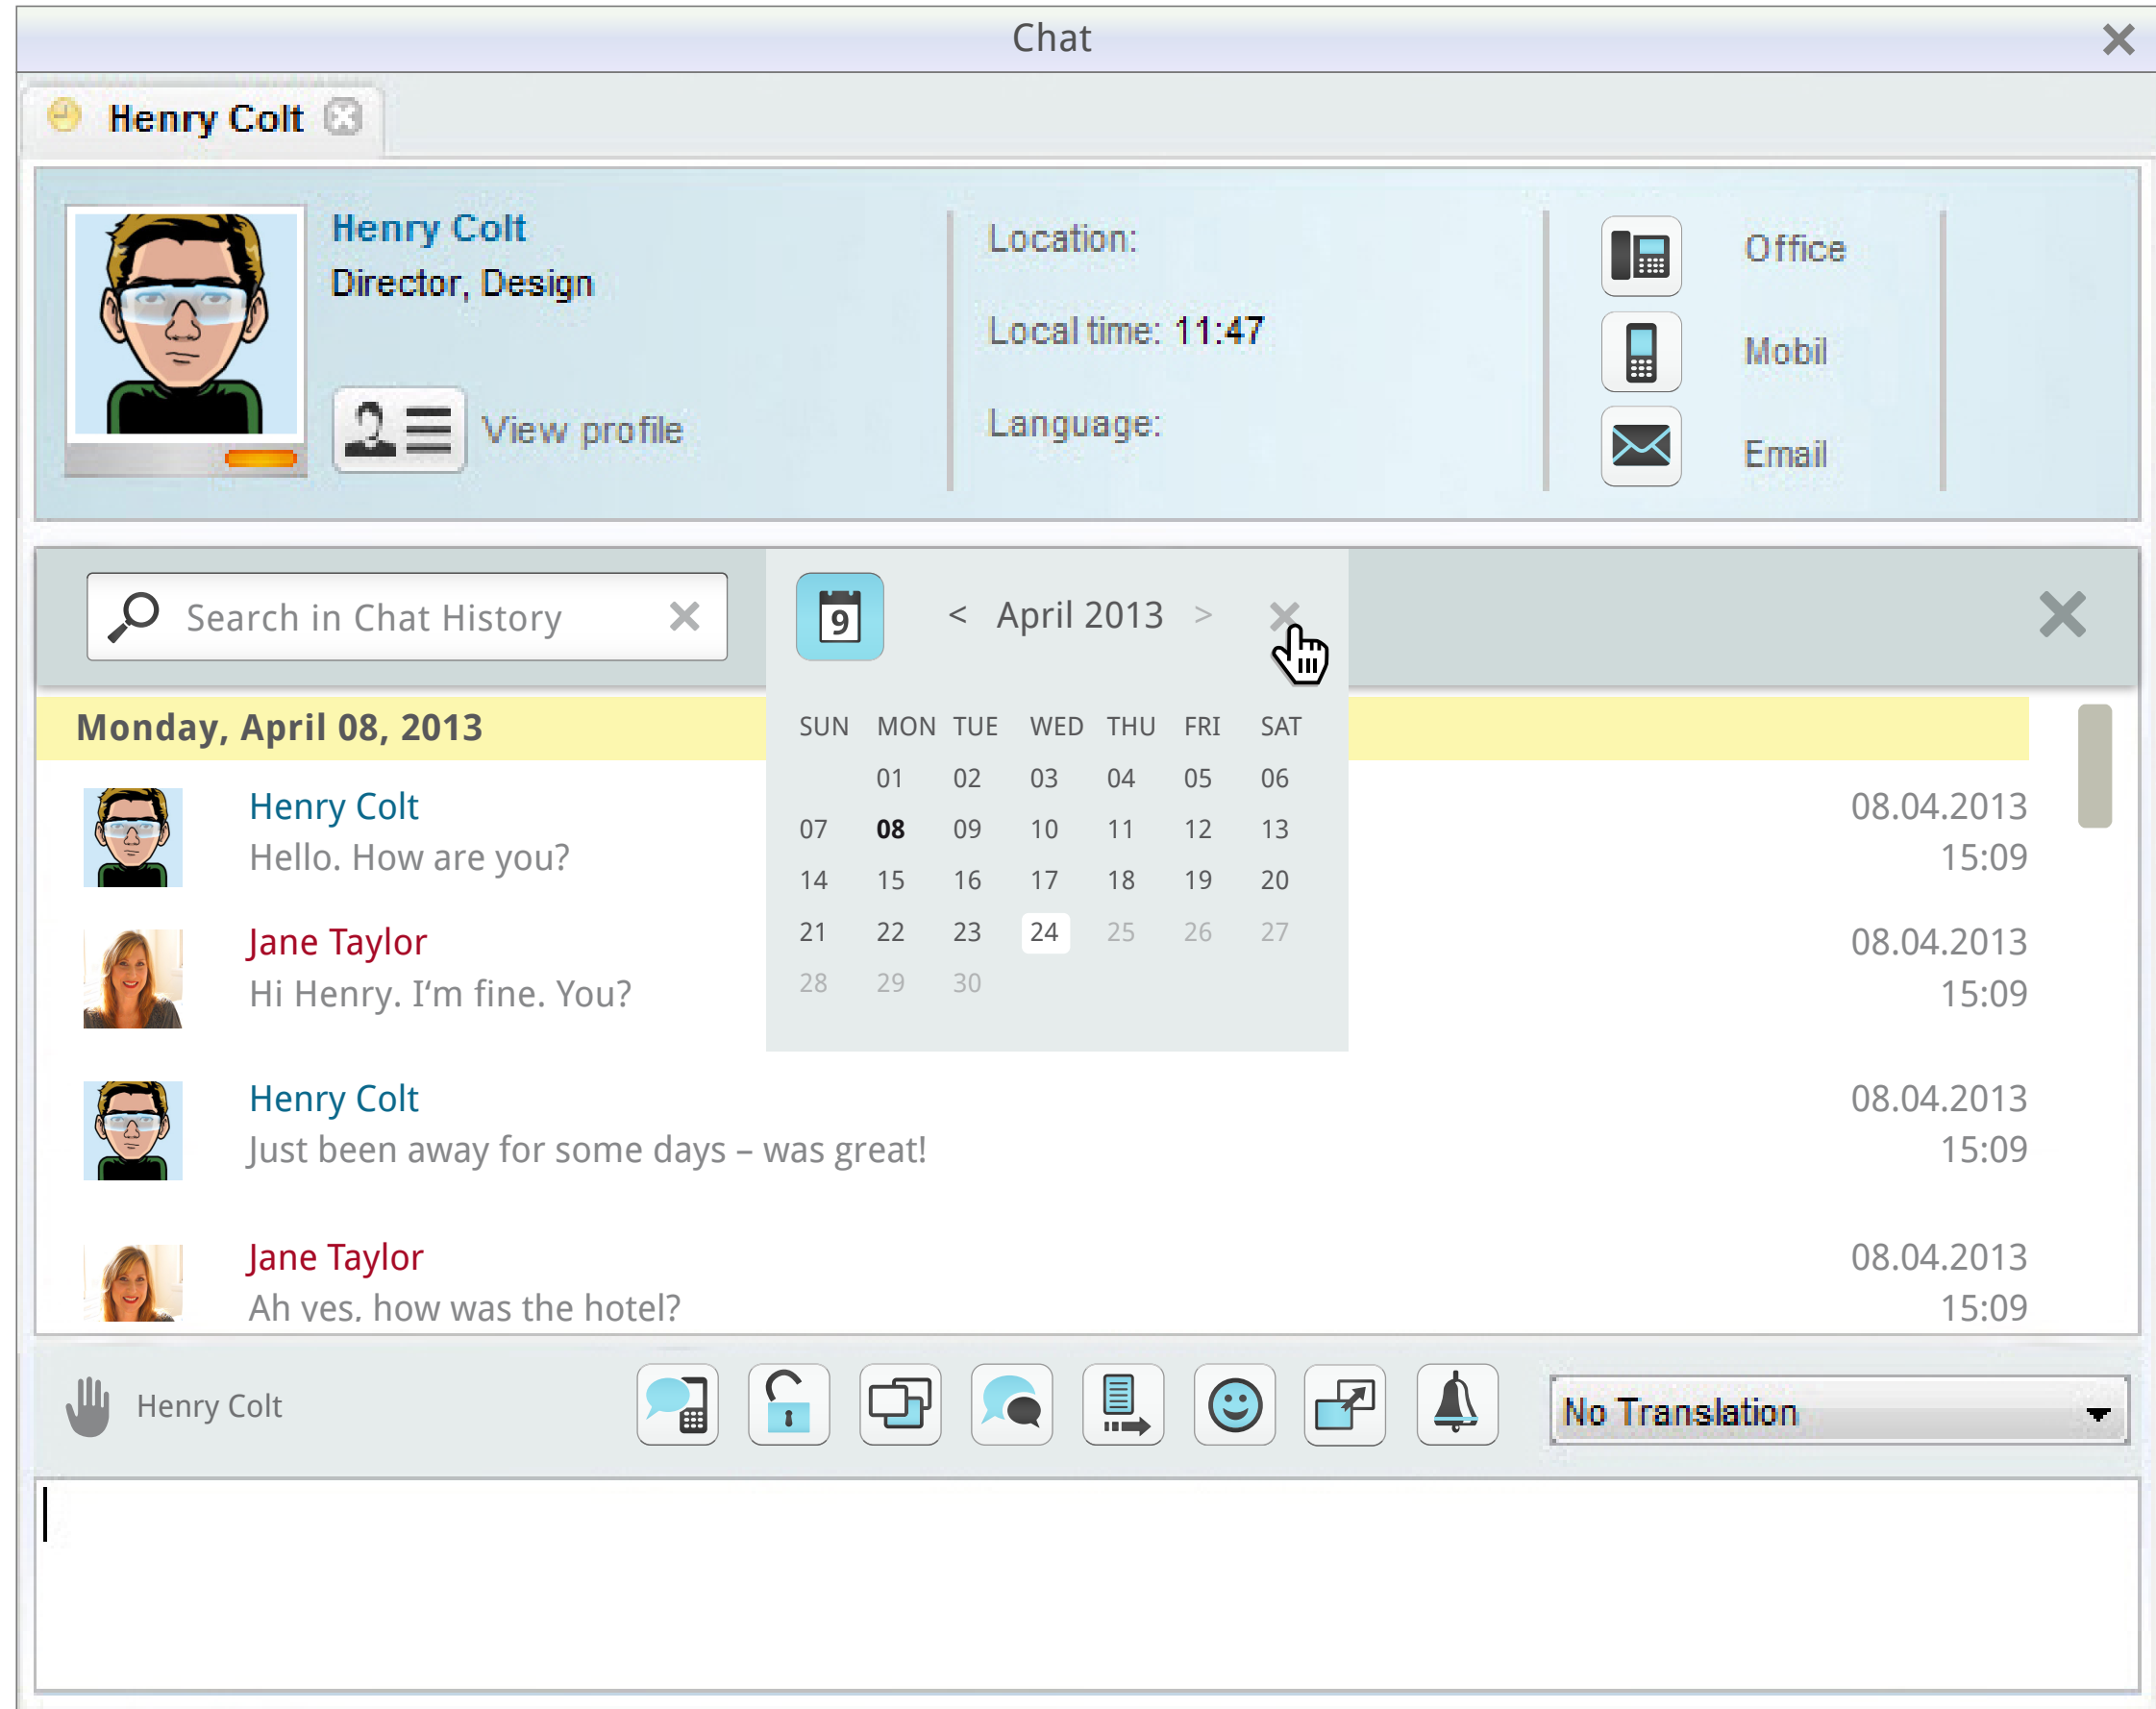 Chat
Henry Colt
Henry Colt
Director, Design
View profile
Location:
Local time: 11:47
Language:
Office
Mobil
Email
Search in Chat History
9
< April 2013 >
SUN MON TUE WED THU FRI SAT
01 02 03 04 05 06
07 08 09 10 11 12 13
14 15 16 17 18 19 20
21 22 23 24 25 26 27
28 29 30
Monday, April 08, 2013
Henry Colt
08.04.2013
Hello. How are you?
15:09
Jane Taylor
08.04.2013
Hi Henry. I‘m fine. You?
15:09
Henry Colt
08.04.2013
Just been away for some days – was great!
15:09
Jane Taylor
08.04.2013
Ah yes, how was the hotel?
15:09
Henry Colt
No Translation